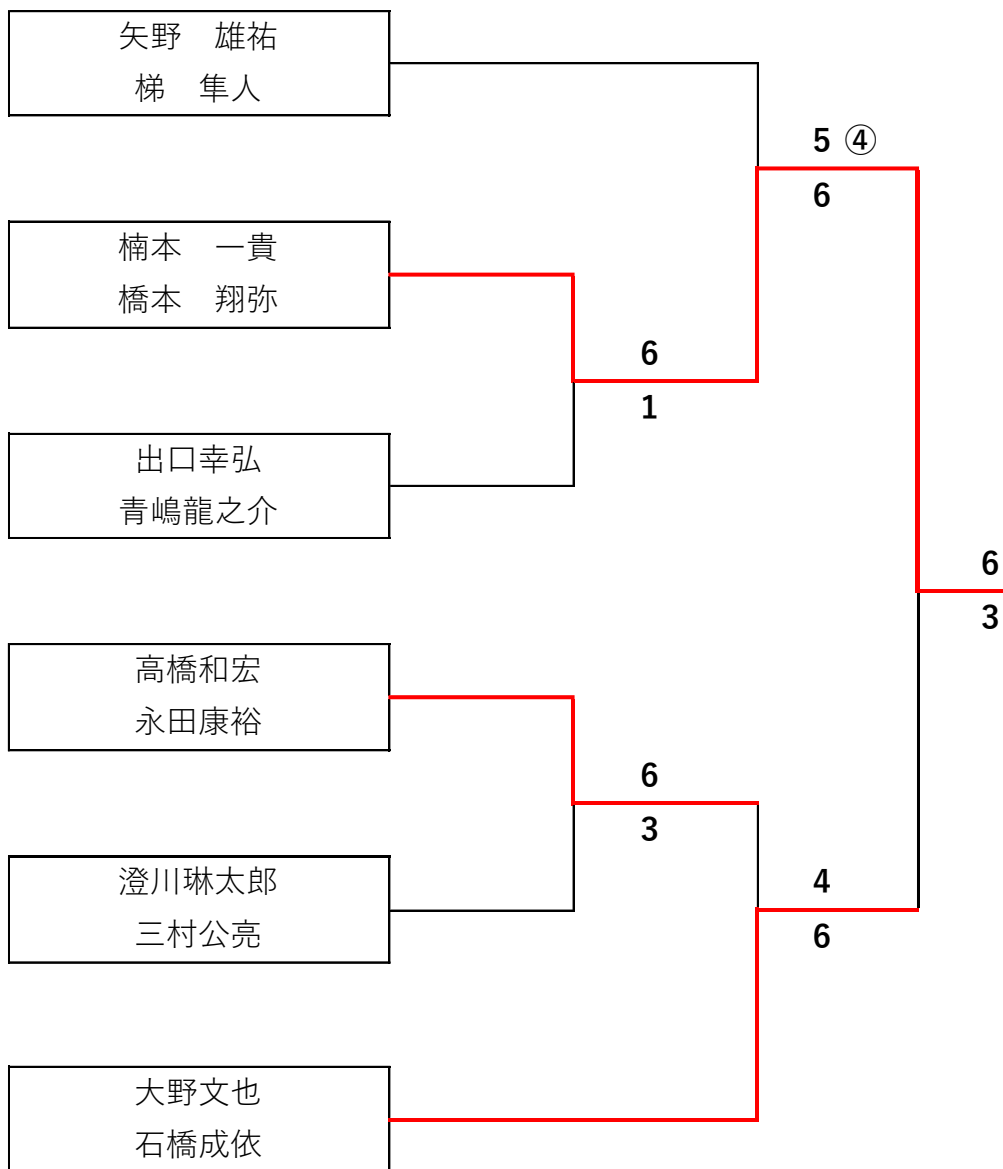 矢野　雄祐
梯　隼人
5 ④
6
楠本　一貴
橋本　翔弥
6
1
出口幸弘
青嶋龍之介
6
3
高橋和宏
永田康裕
6
3
澄川琳太郎
三村公亮
4
6
大野文也
石橋成依